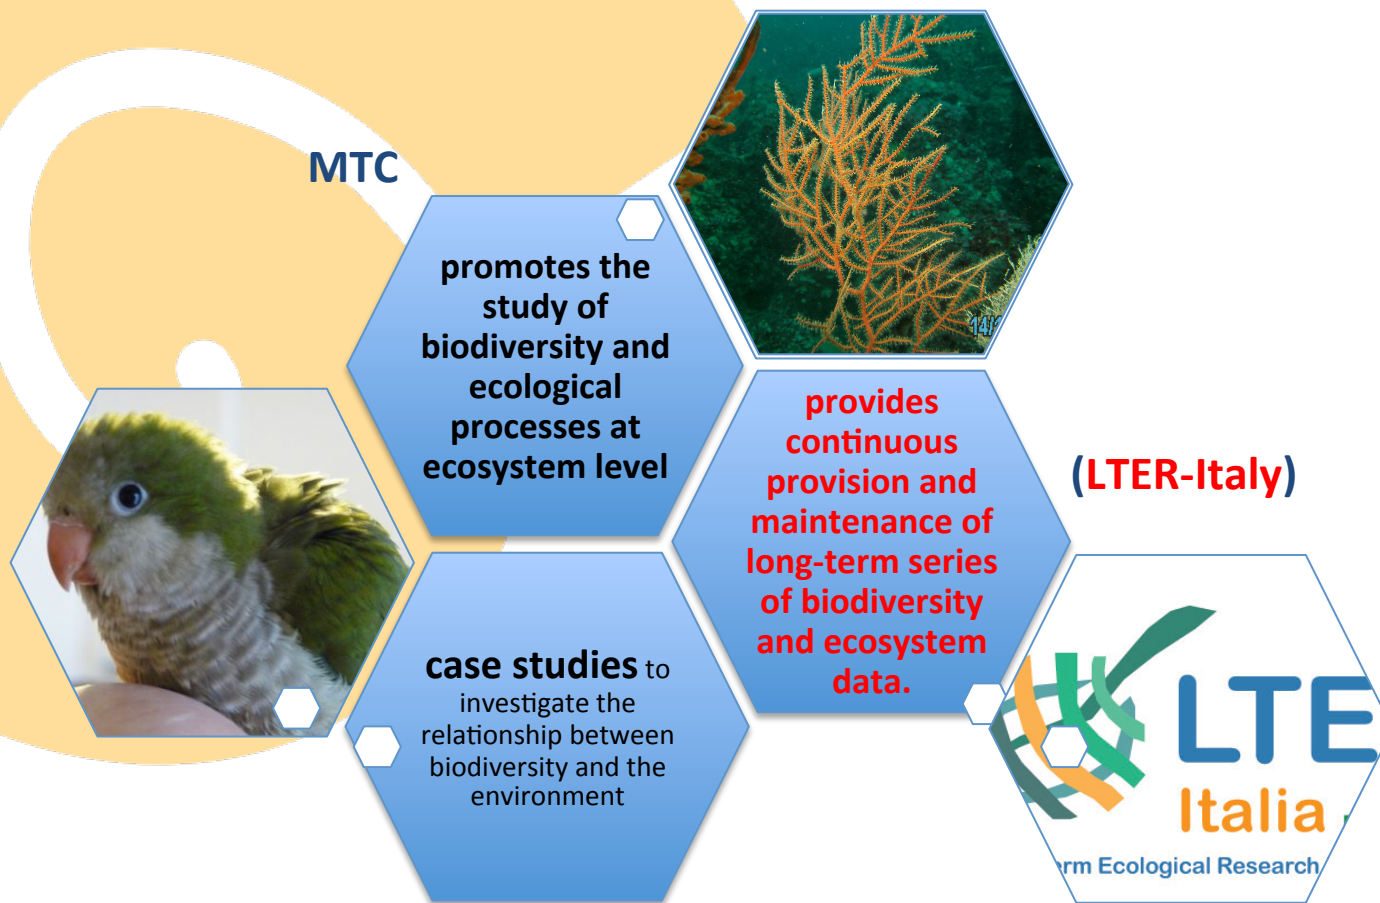 MTC
promotes the
study of
biodiversity and
ecological
processes at
ecosystem level
14/
provides
continuous
provision and
maintenance of
long-term series
of biodiversity
and ecosystem
data.
(LTER-Italy)
case studies to
investigate the
relationship between
biodiversity and the
environment
LTE
Italia
rm Ecological Research